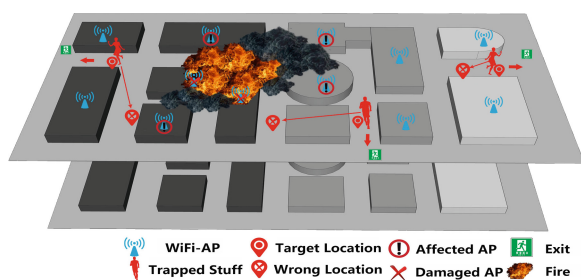 WiFi-AP Target Location Affected AP Exit
Trapped Stuff Wrong Location Damaged AP Fire